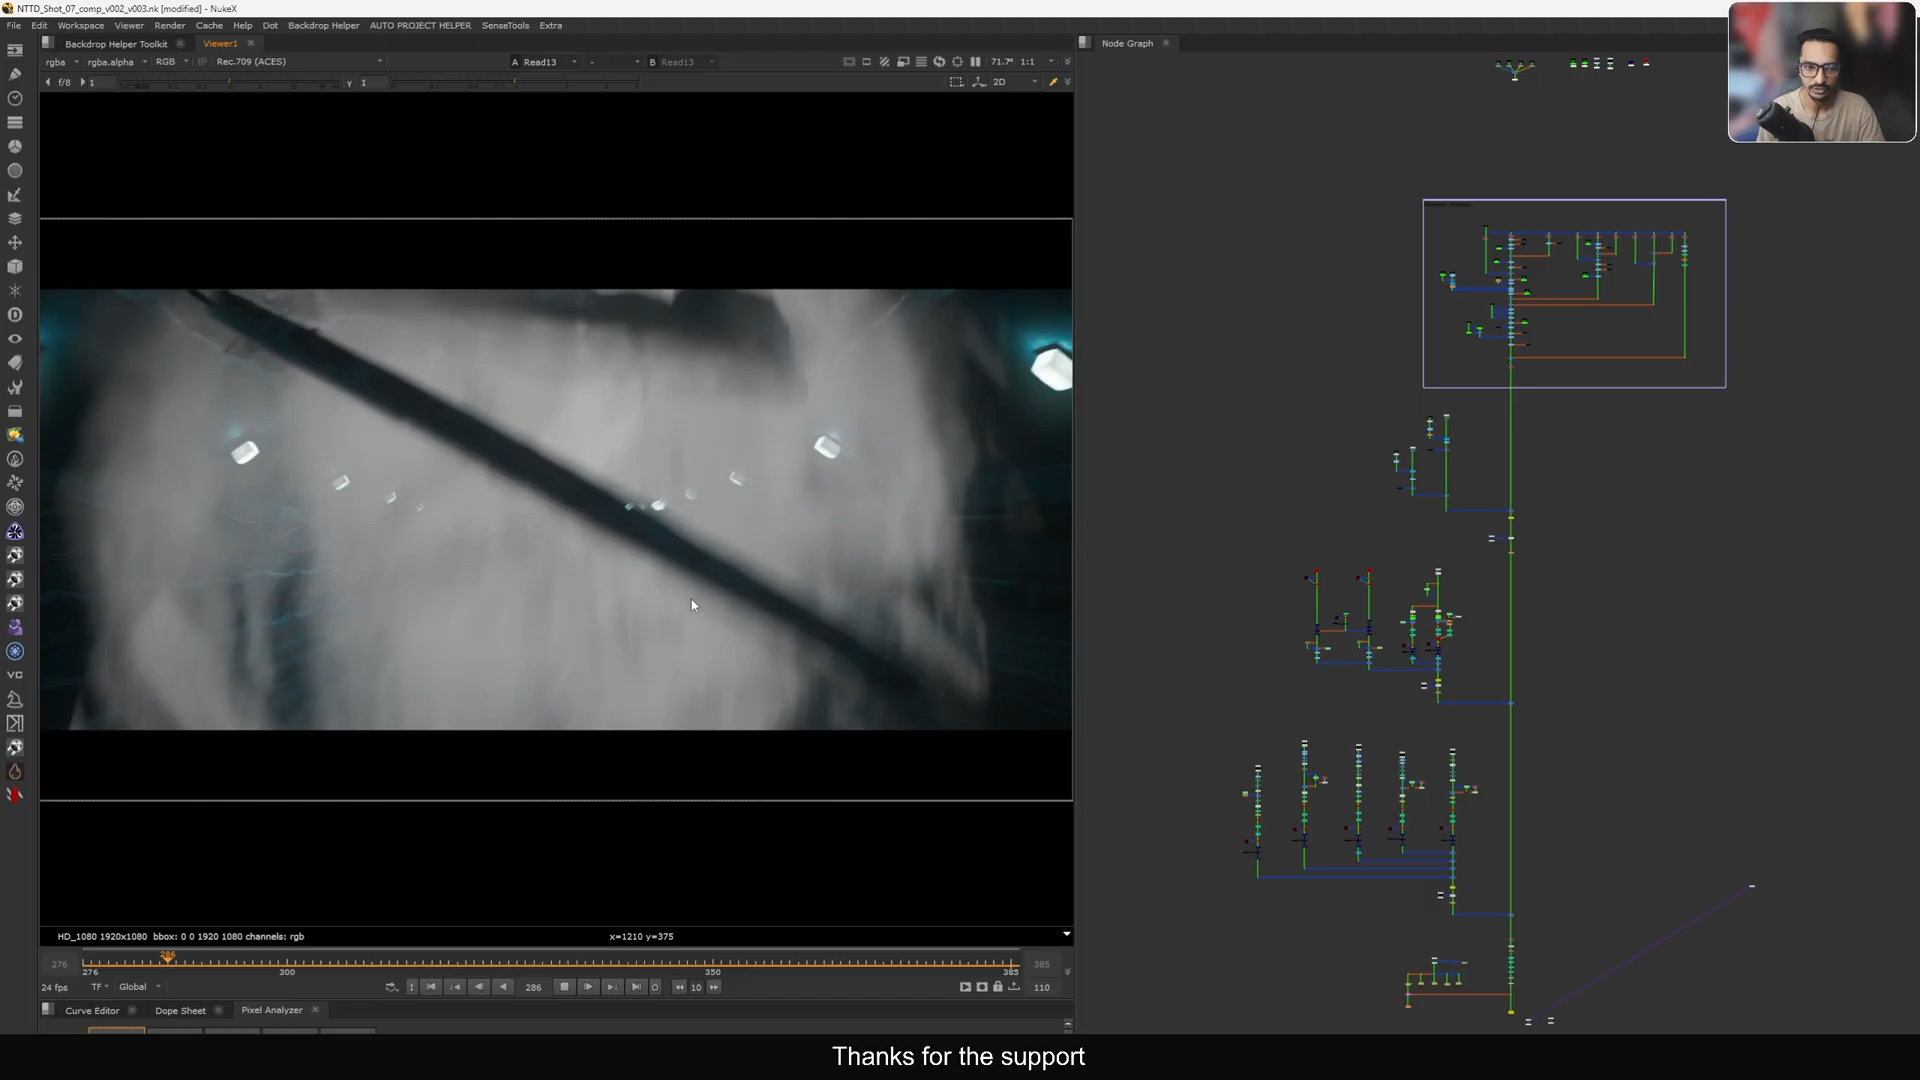 NTTD_Shot_07_comp_v002_v003.nk [modified] - NukeX
File Edit Workspace Viewer Render Cache Help Dot Backdrop Helper AUTO PROJECT HELPER SenseTools Extra
Backdrop Helper Toolkit Viewer1 Node Graph
rgba rgba.alpha RGB IP Rec.709 (ACES) A Read13 - B Read13 71.7% 1:1
f/8 1 γ 1 2D
VC
HD_1080 1920x1080 bbox: 0 0 1920 1080 channels: rgb x=1210 y=375
286
276 385
276 300 350 385
24 fps TF Global 286 10 110
Curve Editor Dope Sheet Pixel Analyzer
Thanks for the support